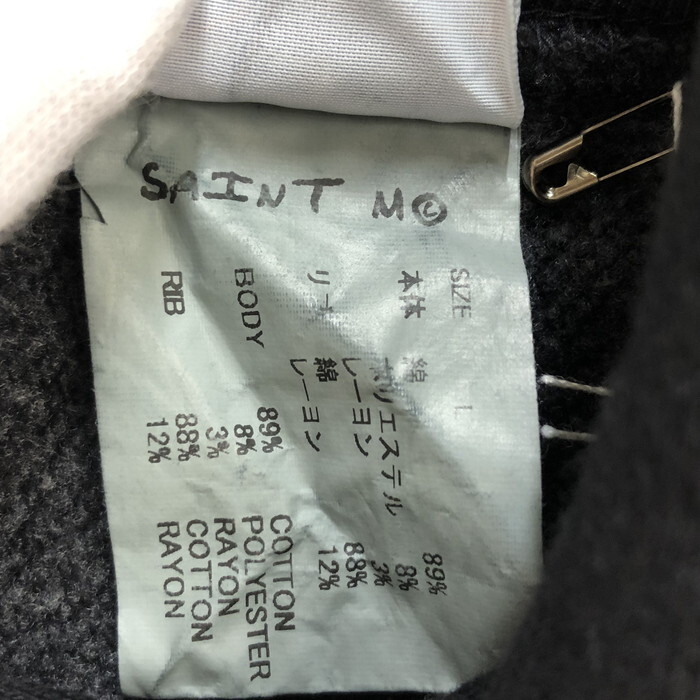 SAINT M©
SIZE L
本体 綿 89%
ポリエステル 8%
レーヨン 3%
リブ 綿 88%
レーヨン 12%
BODY 89% COTTON
8% POLYESTER
3% RAYON
RIB 88% COTTON
12% RAYON